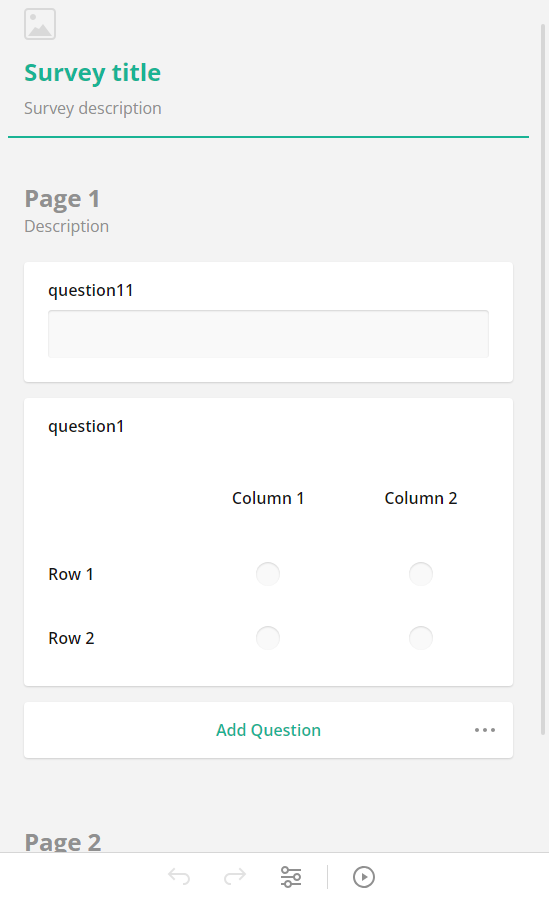 Survey title
Survey description
Page 1
Description
question11
question1
Column 1 Column 2
Row 1
Row 2
Add Question
Page 2